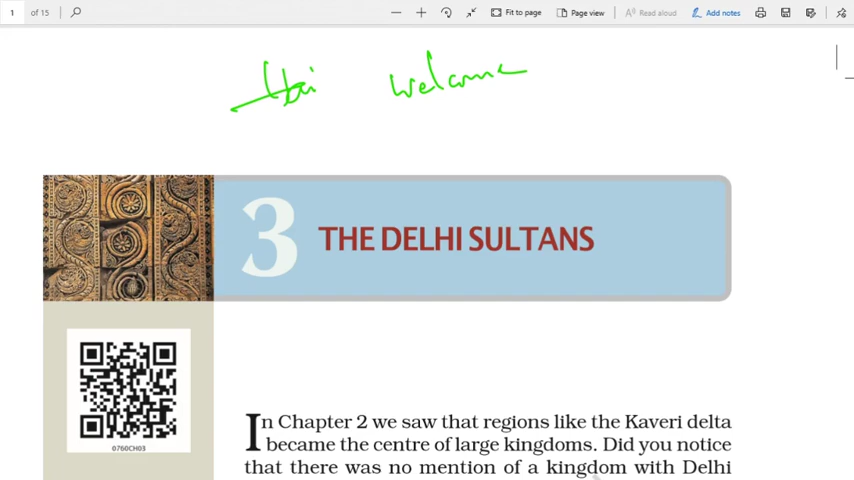 1 of 15 Fit to page Page view Read aloud Add notes
Hai welcome
3 THE DELHI SULTANS
0760CH03
In Chapter 2 we saw that regions like the Kaveri delta
became the centre of large kingdoms. Did you notice
that there was no mention of a kingdom with Delhi